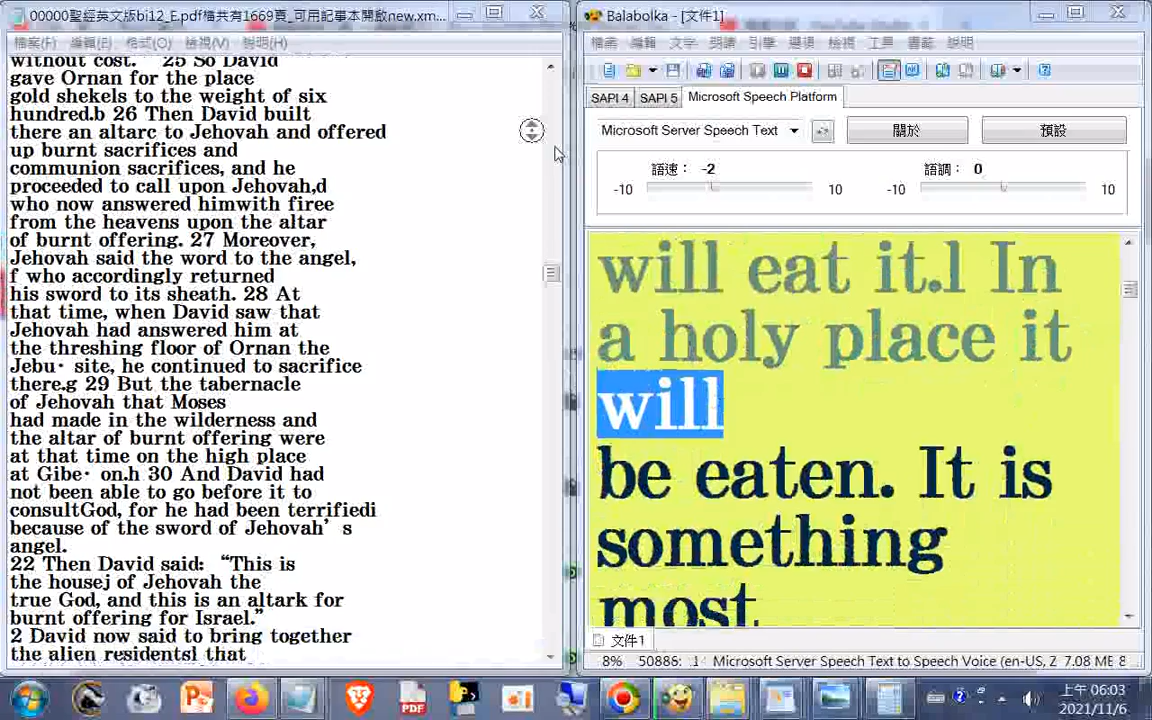 00000聖經英文版bi12_E.pdf檔共有1669頁_可用記事本開啟new.xm...
檔案(F) 編輯(E) 格式(O) 檢視(V) 說明(H)
without cost. ” 25 So David
gave Ornan for the place
gold shekels to the weight of six
hundred.b 26 Then David built
there an altarc to Jehovah and offered
up burnt sacrifices and
communion sacrifices, and he
proceeded to call upon Jehovah,d
who now answered himwith firee
from the heavens upon the altar
of burnt offering. 27 Moreover,
Jehovah said the word to the angel,
f who accordingly returned
his sword to its sheath. 28 At
that time, when David saw that
Jehovah had answered him at
the threshing floor of Ornan the
Jebu· site, he continued to sacrifice
there.g 29 But the tabernacle
of Jehovah that Moses
had made in the wilderness and
the altar of burnt offering were
at that time on the high place
at Gibe· on.h 30 And David had
not been able to go before it to
consultGod, for he had been terrifiedi
because of the sword of Jehovah’s
angel.
22 Then David said: “This is
the housej of Jehovah the
true God, and this is an altark for
burnt offering for Israel.”
2 David now said to bring together
the alien residentsl that
Balabolka - [文件1]
檔案 編輯 文字 朗讀 引擎 選項 檢視 工具 書籤 說明
SAPI 4 SAPI 5 Microsoft Speech Platform
Microsoft Server Speech Text 關於 預設
語速： -2 語調： 0
-10 10 -10 10
will eat it.l In
a holy place it
will
be eaten. It is
something
most
文件1
8% 50886: Microsoft Server Speech Text to Speech Voice (en-US, Z 7.08 MB 8
PDF
上午 06:03
2021/11/6